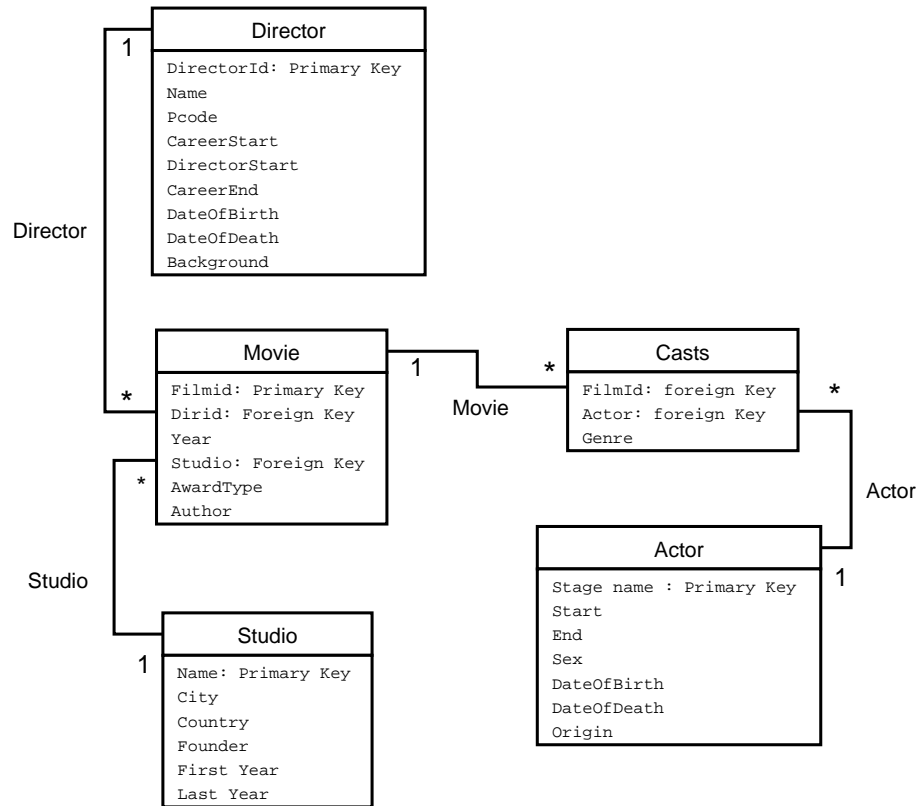 Director
1
DirectorId: Primary Key
Name
Pcode
CareerStart
DirectorStart
CareerEnd
DateOfBirth
DateOfDeath
Background
Director
Movie
1
*
Filmid: Primary Key
Dirid: Foreign Key
Year
Studio: Foreign Key
AwardType
Author
*
Movie
*
Casts
FilmId: foreign Key
Actor: foreign Key
Genre
*
Actor
Actor
1
Stage name : Primary Key
Start
End
Sex
DateOfBirth
DateOfDeath
Origin
Studio
Studio
1
Name: Primary Key
City
Country
Founder
First Year
Last Year